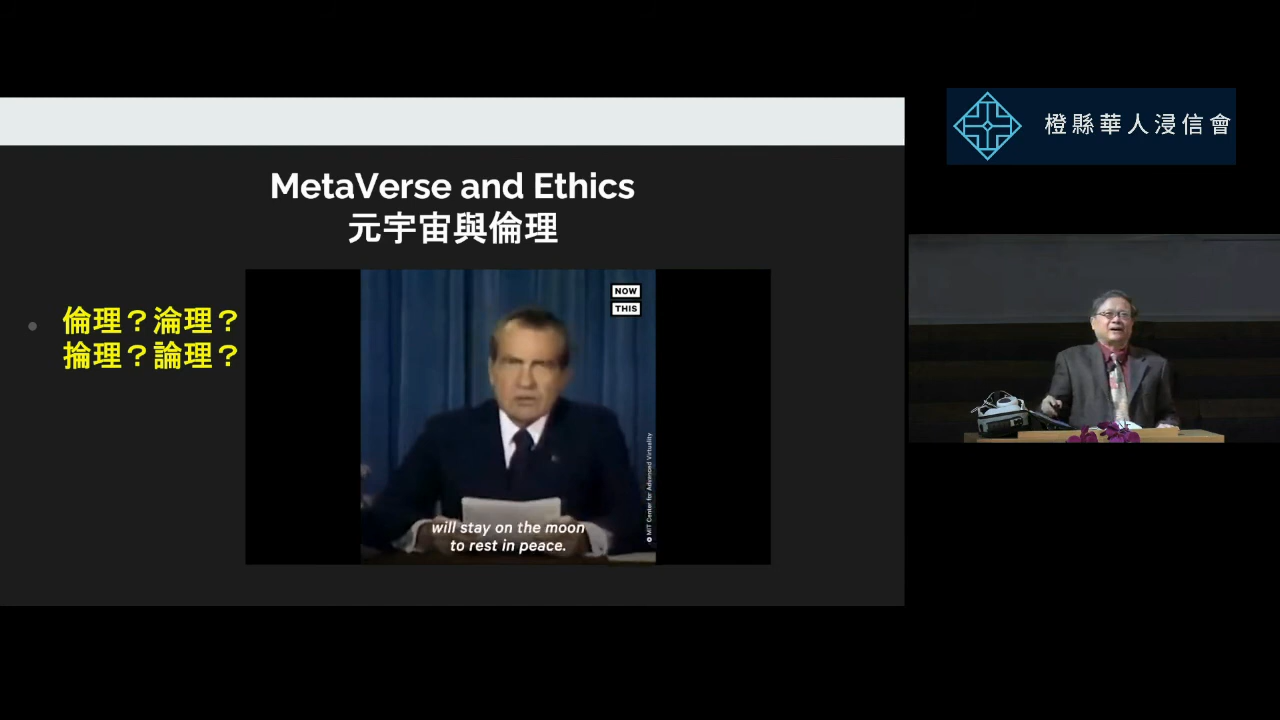 MetaVerse and Ethics
元宇宙與倫理
倫理？淪理？
掄理？論理？
NOW
THIS
will stay on the moon
to rest in peace.
© MIT Center for Advanced Virtuality
橙縣華人浸信會